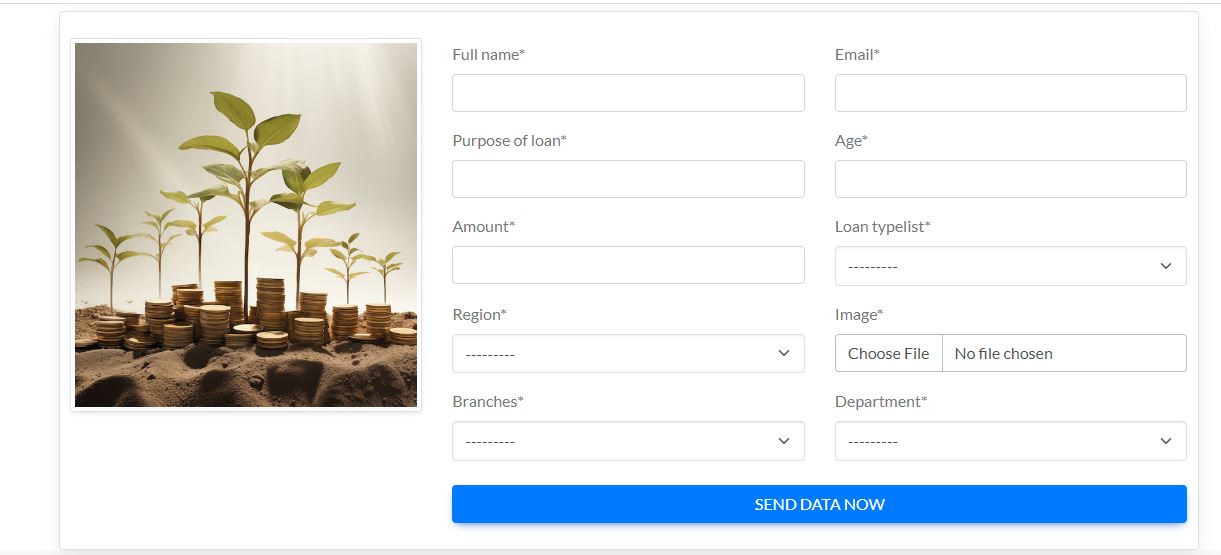 Full name*
Email*
Purpose of loan*
Age*
Amount*
Loan typelist*
---------
Region*
---------
Image*
Choose File No file chosen
Branches*
---------
Department*
---------
SEND DATA NOW